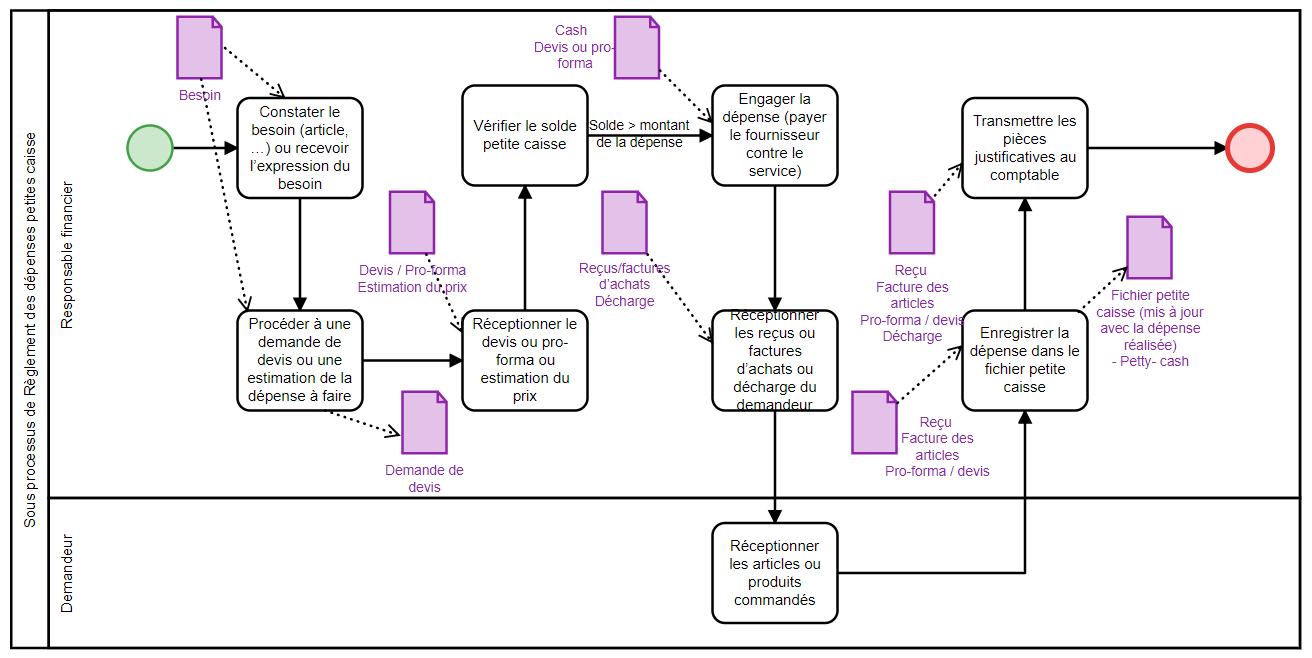 Sous processus de Règlement des dépenses petites caisse
Responsable financier
Besoin
Constater le
besoin (article,
…) ou recevoir
l'expression du
besoin
Procéder à une
demande de
devis ou une
estimation de la
dépense à faire
Demande de
devis
Devis / Pro-forma
Estimation du prix
Réceptionner le
devis ou pro-
forma ou
estimation du
prix
Vérifier le solde
petite caisse
Solde > montant
de la dépense
Cash
Devis ou pro-
forma
Engager la
dépense (payer
le fournisseur
contre le
service)
Reçus/factures
d'achats
Décharge
Réceptionner
les reçus ou
factures
d'achats ou
décharge du
demandeur
Reçu
Facture des
articles
Pro-forma / devis
Enregistrer la
dépense dans le
fichier petite
caisse
Fichier petite
caisse (mis à jour
avec la dépense
réalisée)
- Petty- cash
Reçu
Facture des
articles
Pro-forma / devis
Décharge
Transmettre les
pièces
justificatives au
comptable
Demandeur
Réceptionner
les articles ou
produits
commandés